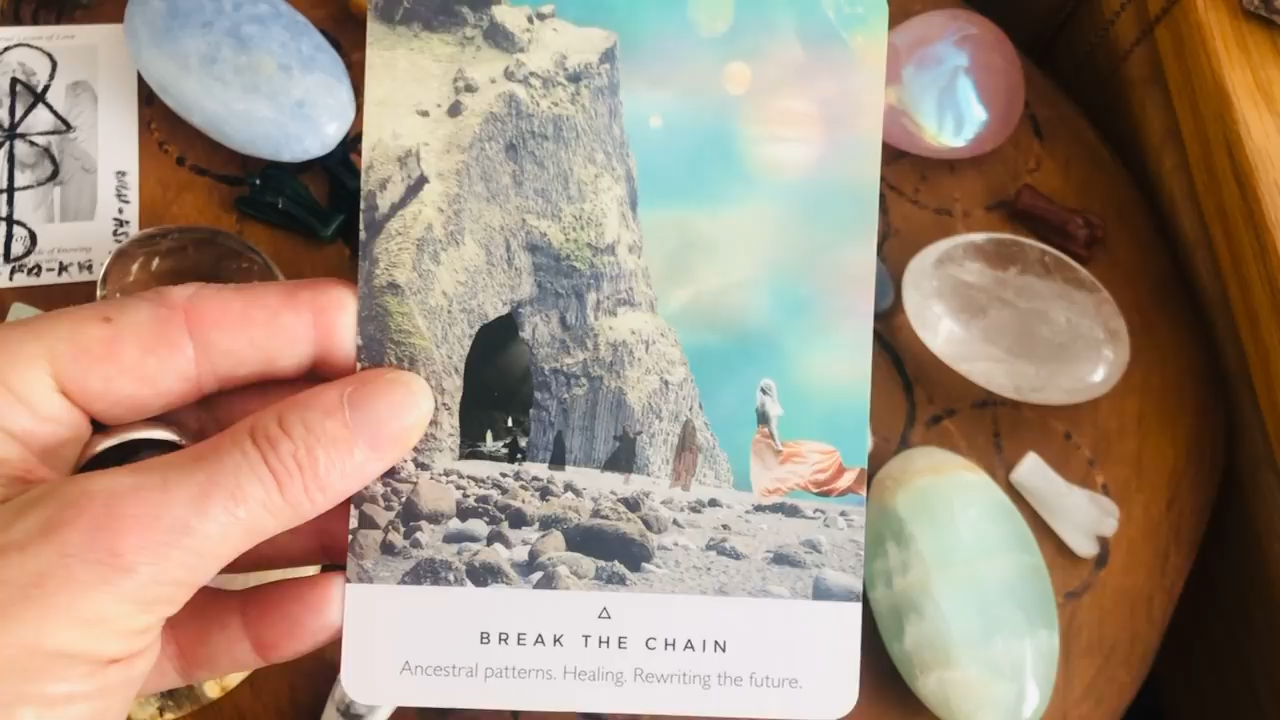 BREAK THE CHAIN
Ancestral patterns. Healing. Rewriting the future.